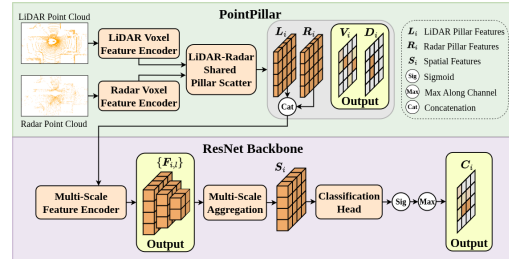 PointPillar
LiDAR Point Cloud
LiDAR Voxel
Feature Encoder
Radar Voxel
Feature Encoder
Radar Point Cloud
LiDAR-Radar
Shared
Pillar Scatter
L_i
R_i
Cat
V_i
D_i
Output
L_i LiDAR Pillar Features
R_i Radar Pillar Features
S_i Spatial Features
Sig Sigmoid
Max Max Along Channel
Cat Concatenation
ResNet Backbone
Multi-Scale
Feature Encoder
{F_{i,l}}
Output
Multi-Scale
Aggregation
S_i
Classification
Head
Sig
Max
C_i
Output